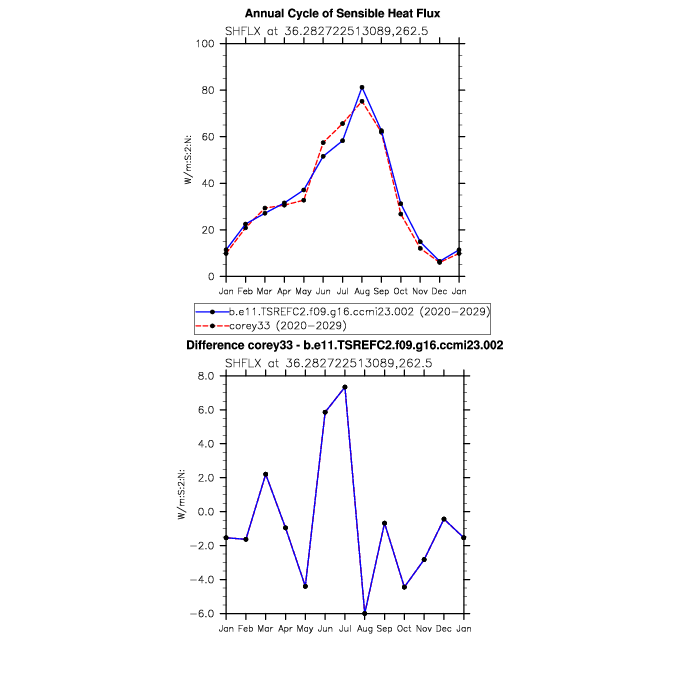 Annual Cycle of Sensible Heat Flux
SHFLX at 36.282722513089,262.5
100
80
60
40
20
0
W/m:S:2:N:
Jan Feb Mar Apr May Jun Jul Aug Sep Oct Nov Dec Jan
b.e11.TSREFC2.f09.g16.ccmi23.002 (2020-2029)
corey33 (2020-2029)
Difference corey33 - b.e11.TSREFC2.f09.g16.ccmi23.002
SHFLX at 36.282722513089,262.5
8.0
6.0
4.0
2.0
0.0
-2.0
-4.0
-6.0
W/m:S:2:N:
Jan Feb Mar Apr May Jun Jul Aug Sep Oct Nov Dec Jan